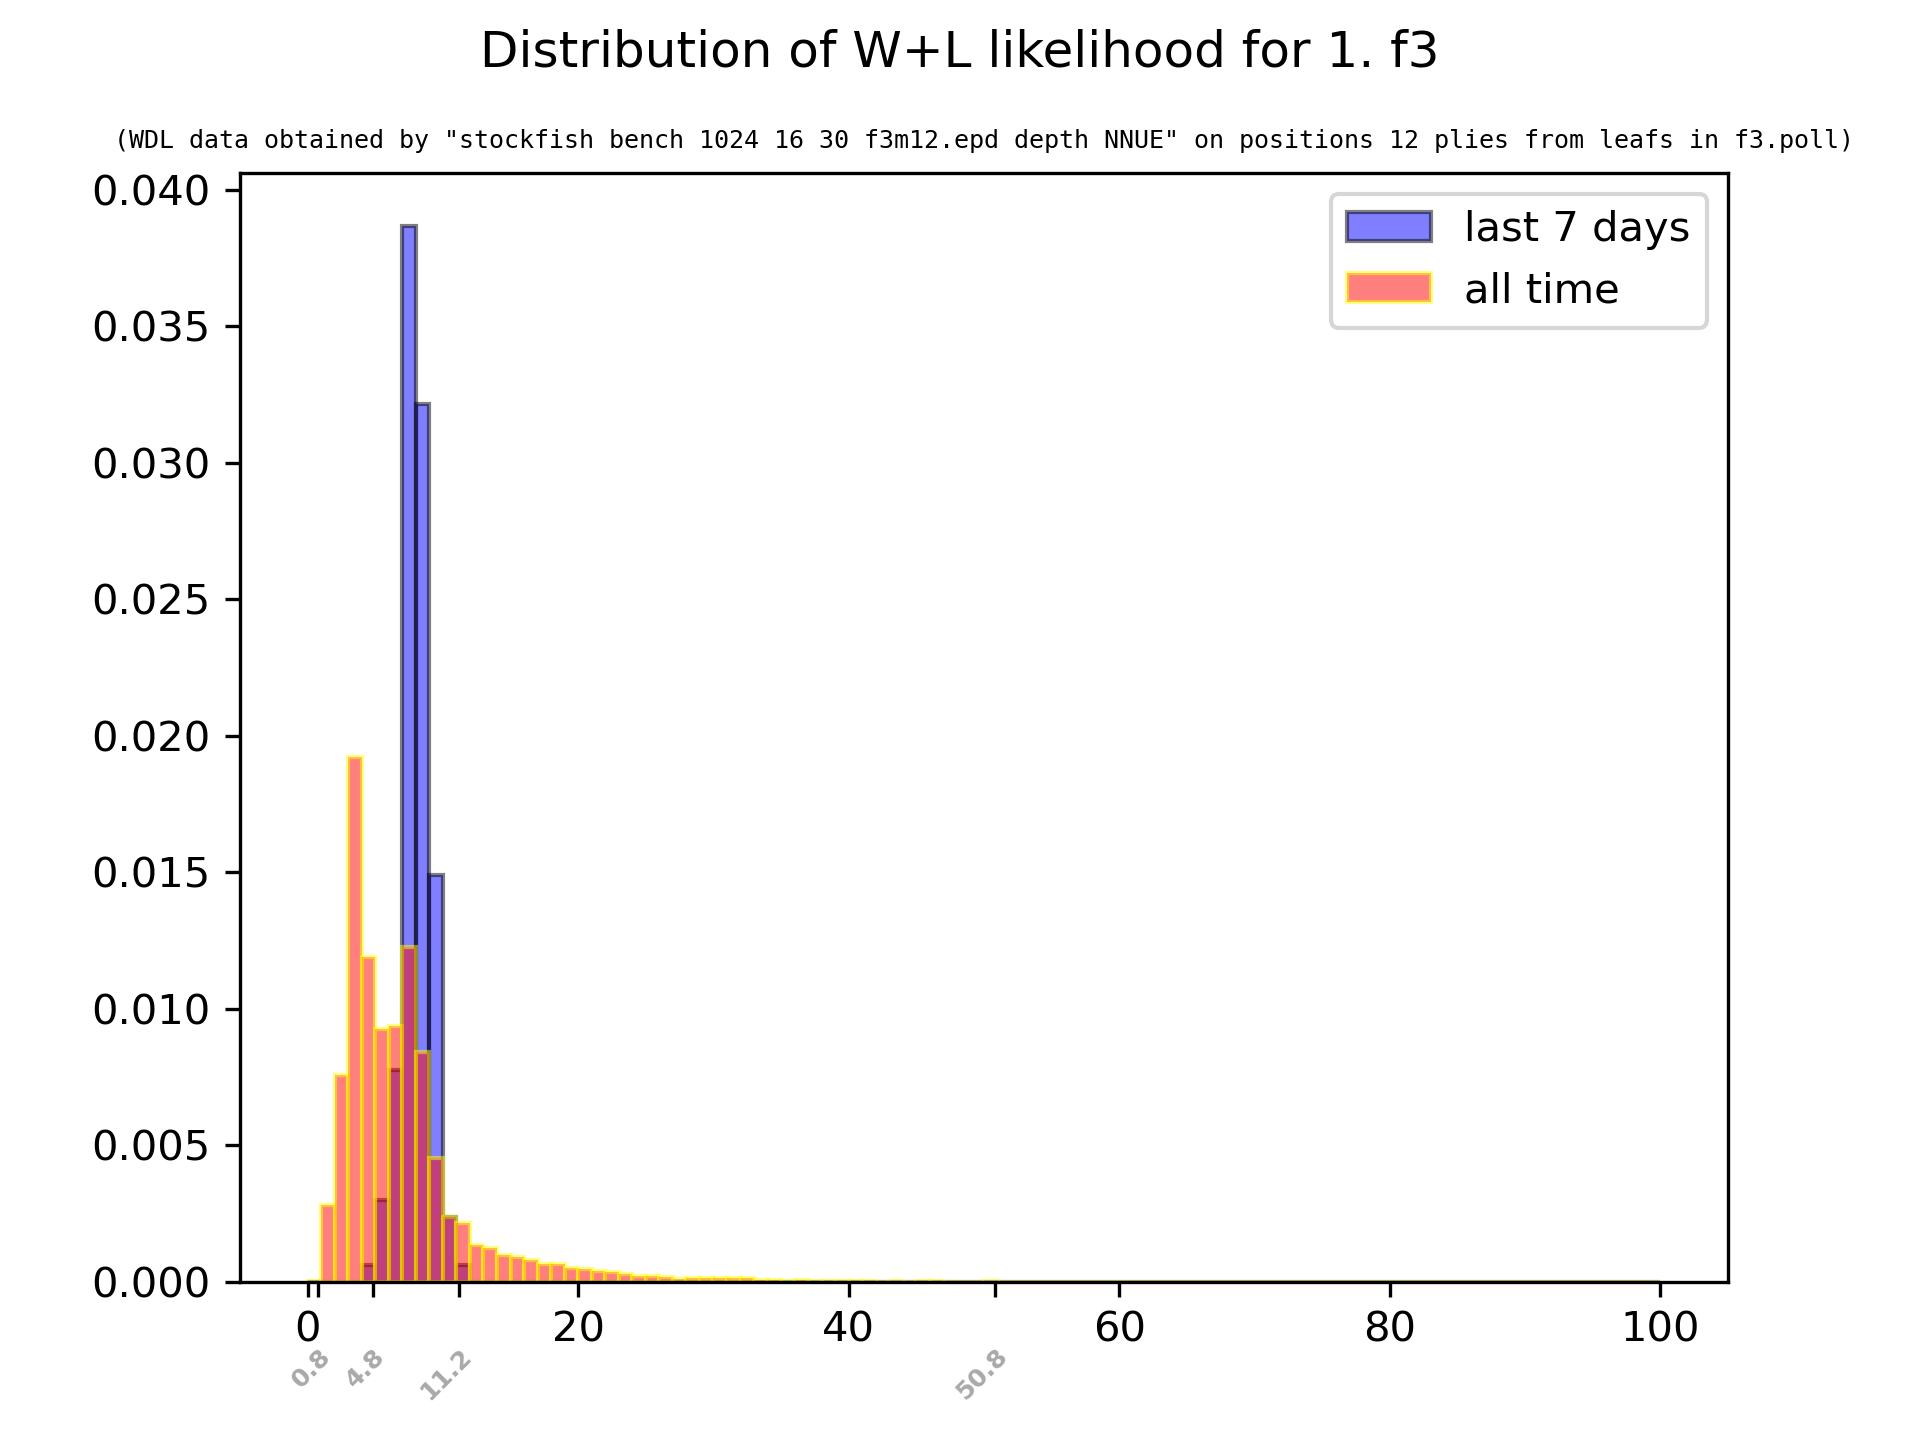 Distribution of W+L likelihood for 1. f3
(WDL data obtained by "stockfish bench 1024 16 30 f3m12.epd depth NNUE" on positions 12 plies from leafs in f3.poll)
last 7 days
all time
0.040
0.035
0.030
0.025
0.020
0.015
0.010
0.005
0.000
0 20 40 60 80 100
0.8 4.8 11.2 50.8